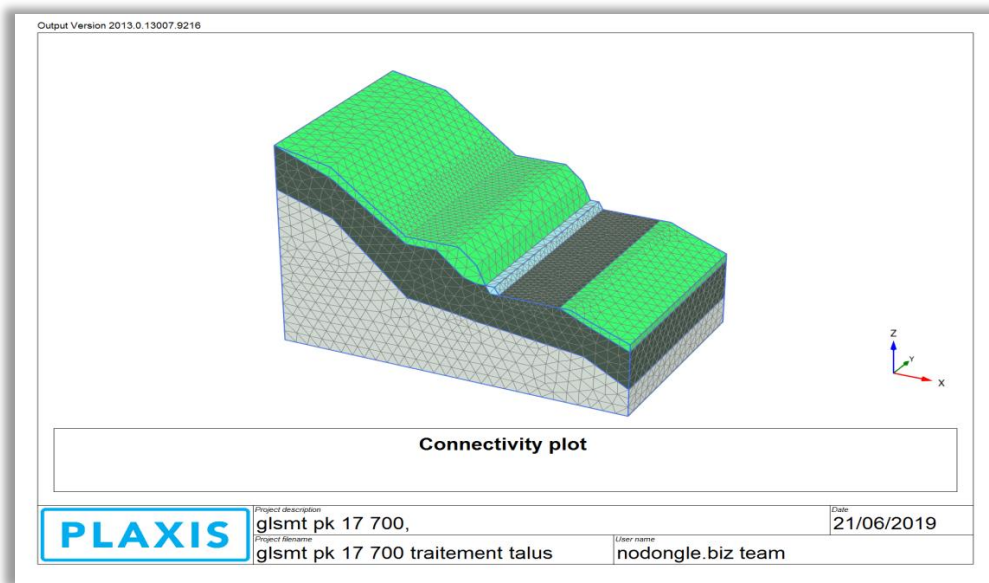 Output Version 2013.0.13007.9216
Z
Y
X
Connectivity plot
PLAXIS
Project description
glsmt pk 17 700,
Date
21/06/2019
Project filename
glsmt pk 17 700 traitement talus
User name
nodongle.biz team